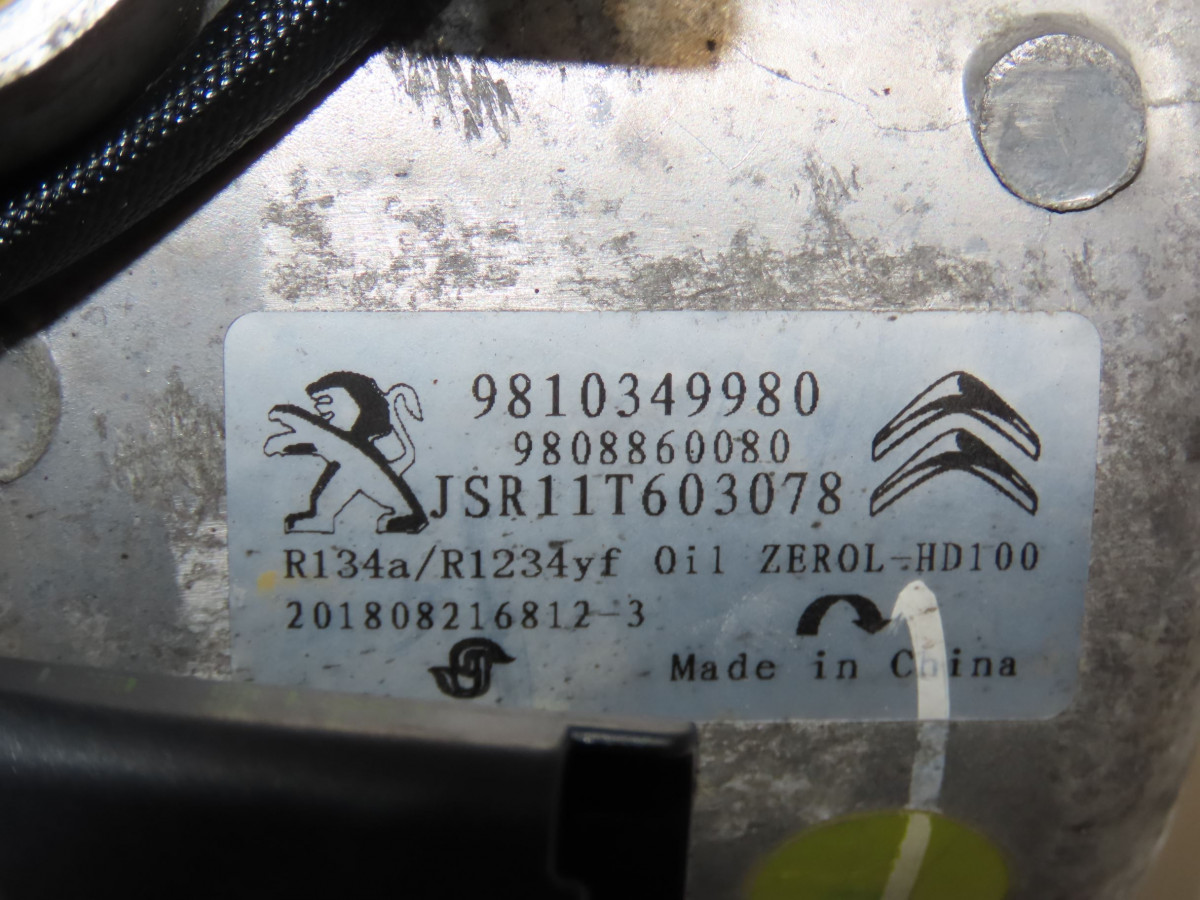 9810349980
9808860080
JSR11T603078
R134a/R1234yf Oil ZEROL-HD100
201808216812-3
Made in China